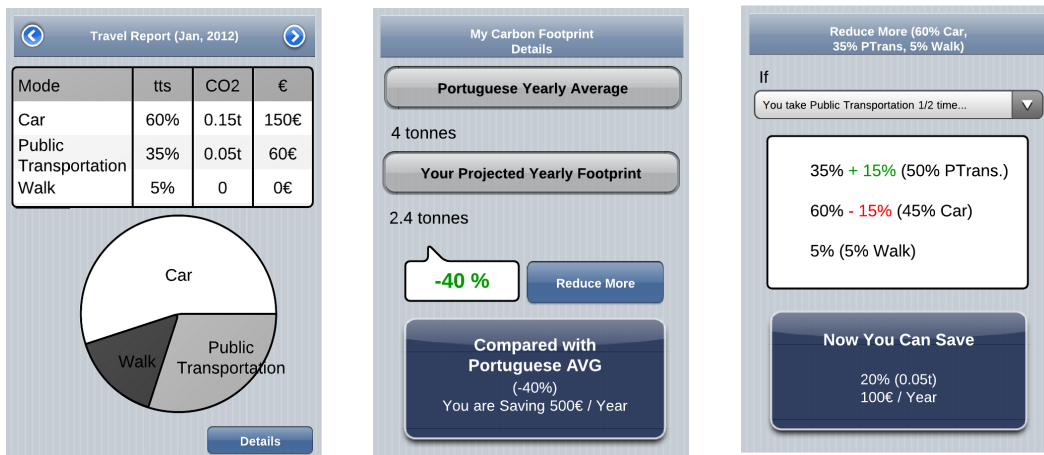 Travel Report (Jan, 2012)
Mode tts CO2 €
Car 60% 0.15t 150€
Public
Transportation 35% 0.05t 60€
Walk 5% 0 0€
Car
Walk
Public
Transportation
Details
My Carbon Footprint
Details
Portuguese Yearly Average
4 tonnes
Your Projected Yearly Footprint
2.4 tonnes
-40 %
Reduce More
Compared with
Portuguese AVG
(-40%)
You are Saving 500€ / Year
Reduce More (60% Car,
35% PTrans, 5% Walk)
If
You take Public Transportation 1/2 time...
35% + 15% (50% PTrans.)
60% - 15% (45% Car)
5% (5% Walk)
Now You Can Save
20% (0.05t)
100€ / Year